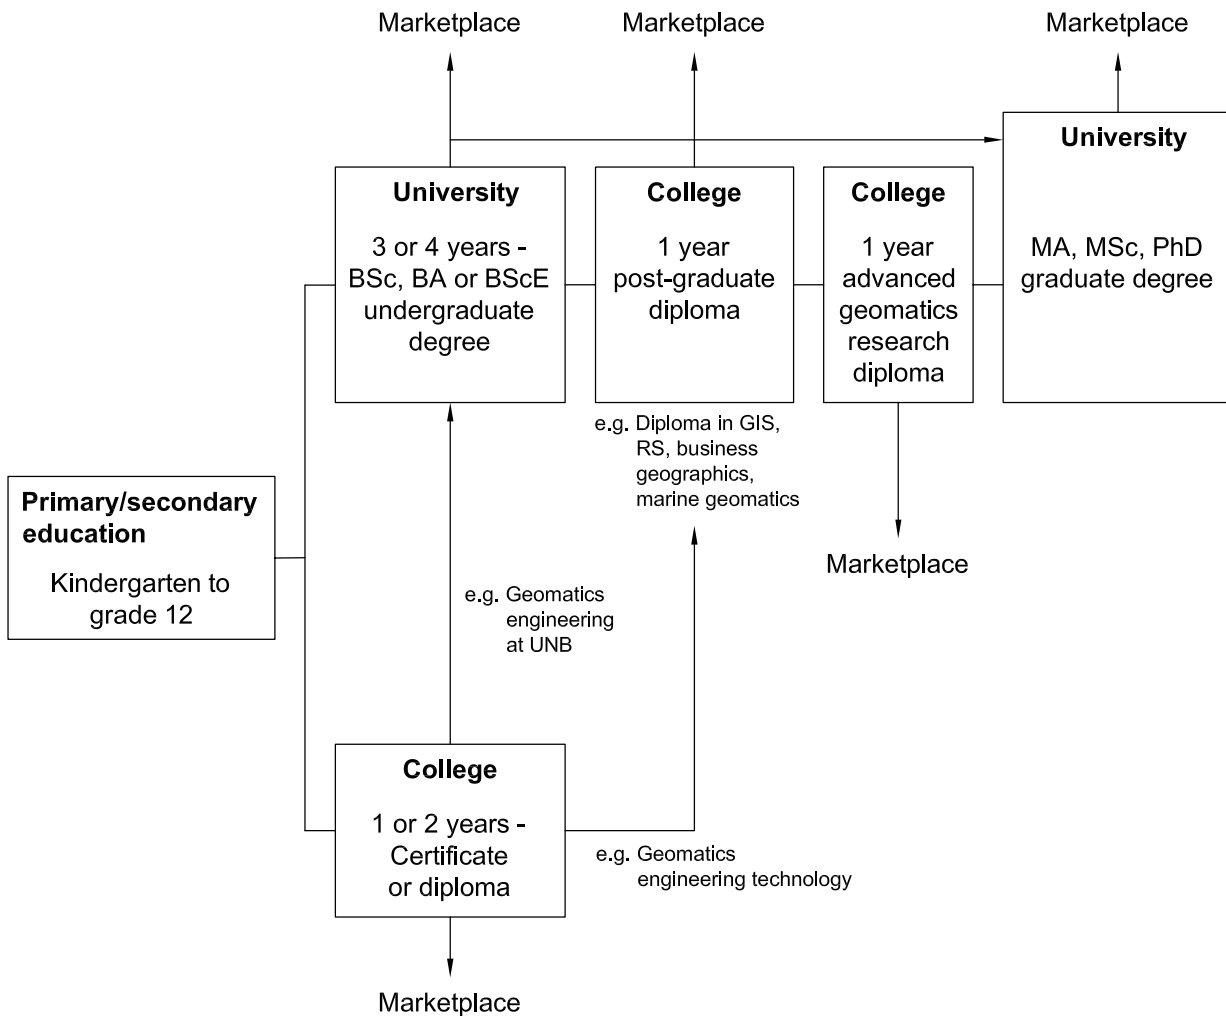 Marketplace
Marketplace
Marketplace
University
3 or 4 years -
BSc, BA or BScE
undergraduate
degree
College
1 year
post-graduate
diploma
College
1 year
advanced
geomatics
research
diploma
University
MA, MSc, PhD
graduate degree
e.g. Diploma in GIS,
RS, business
geographics,
marine geomatics
Marketplace
Primary/secondary
education
Kindergarten to
grade 12
e.g. Geomatics
engineering
at UNB
College
1 or 2 years -
Certificate
or diploma
e.g. Geomatics
engineering technology
Marketplace